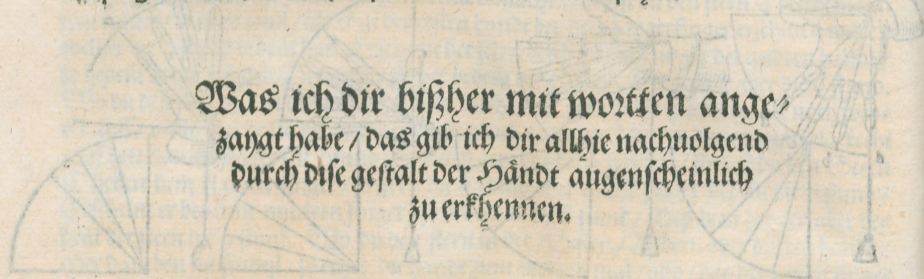 Was ich dir bißher mit wortten ange⸗
zaygt habe / das gib ich dir allhie nachuolgend
durch dise gestalt der Håndt augenscheinlich
zu erkhennen.